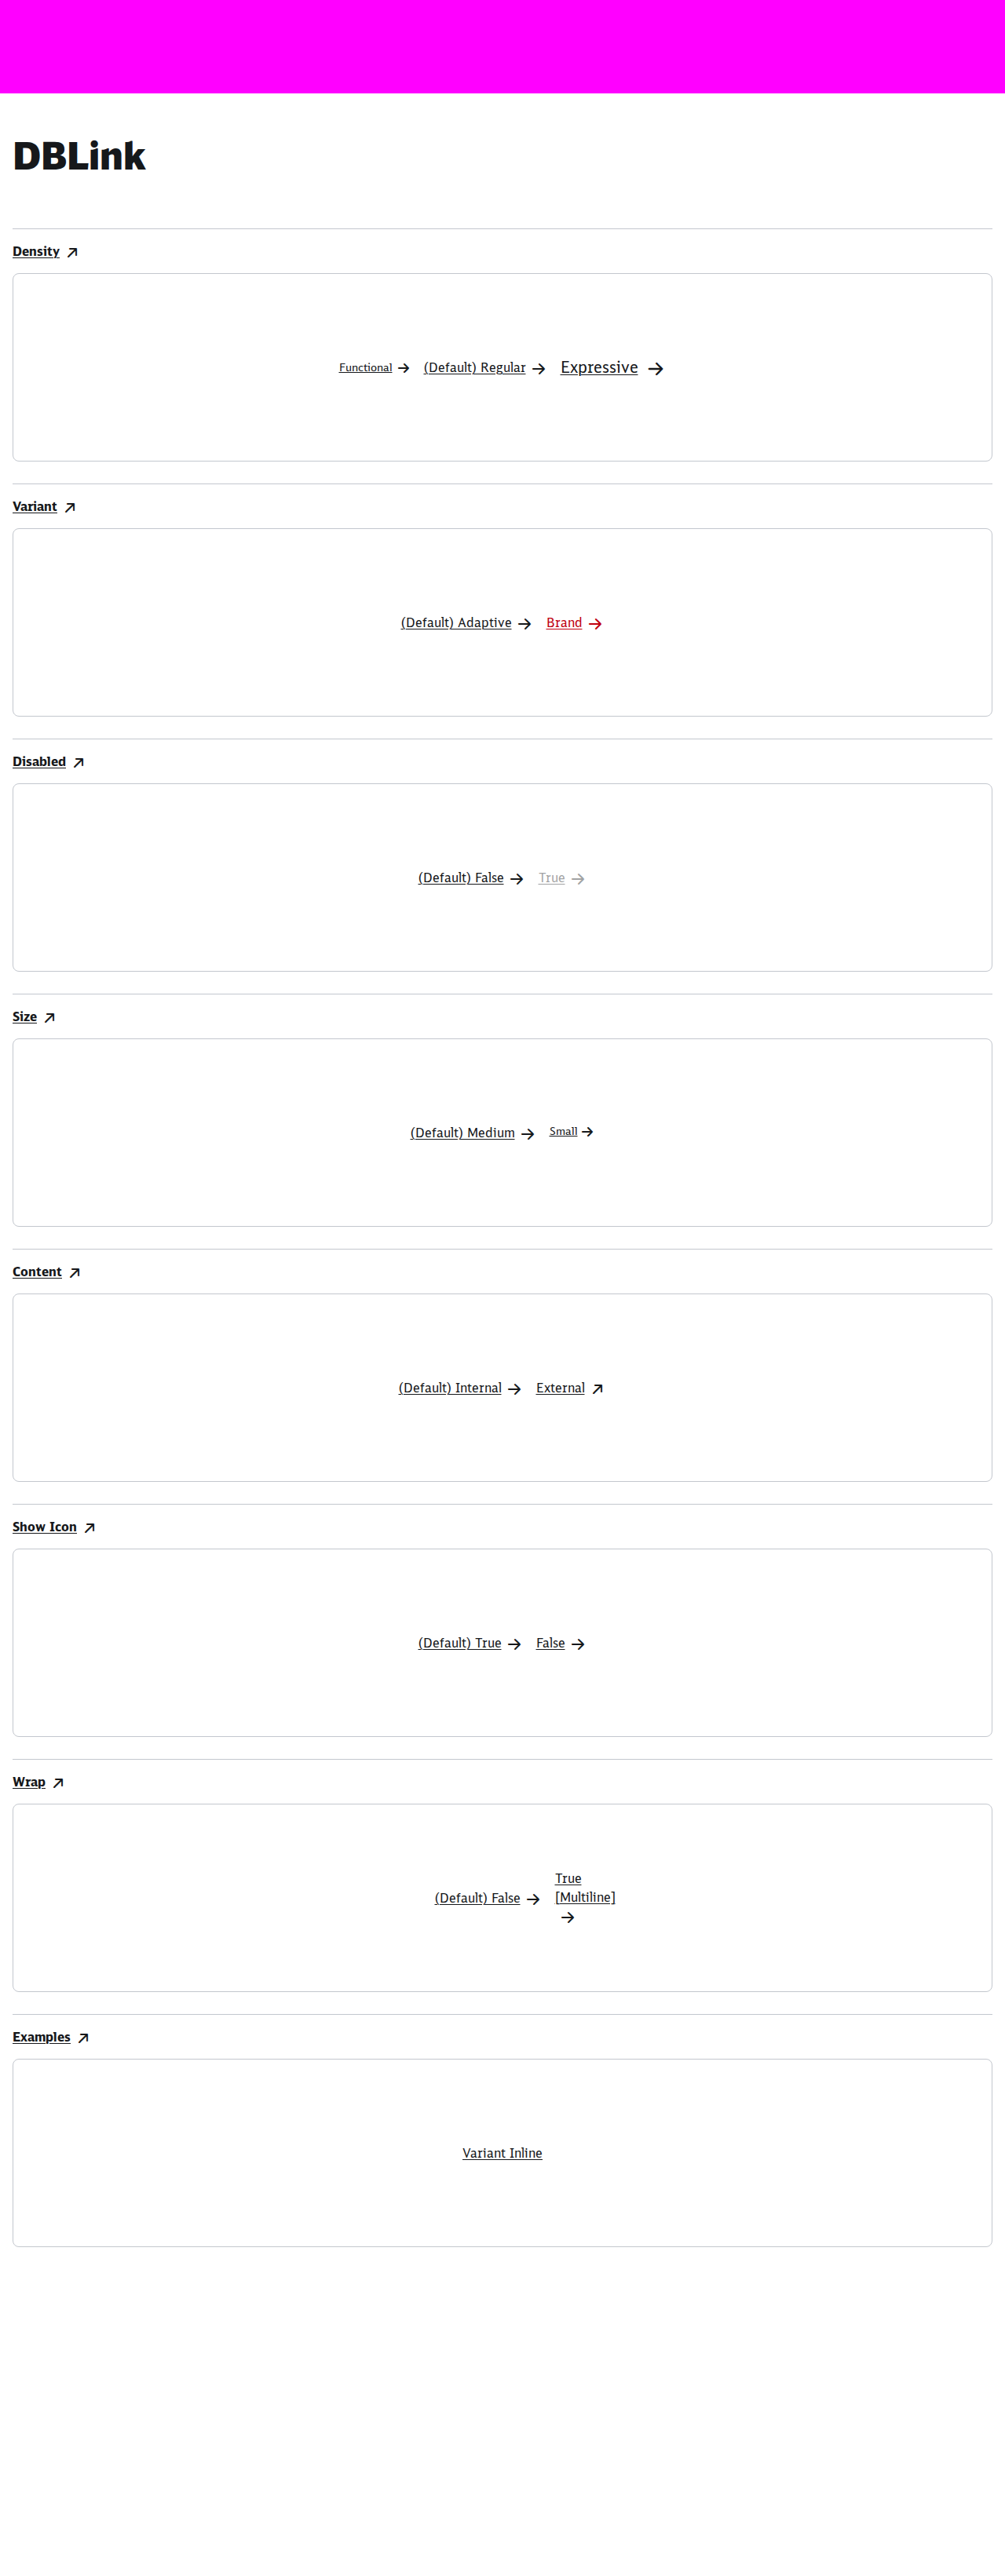 DBLink
Density
Functional (Default) Regular Expressive
Variant
(Default) Adaptive Brand
Disabled
(Default) False True
Size
(Default) Medium Small
Content
(Default) Internal External
Show Icon
(Default) True False
Wrap
(Default) False
True
[Multiline]
Examples
Variant Inline